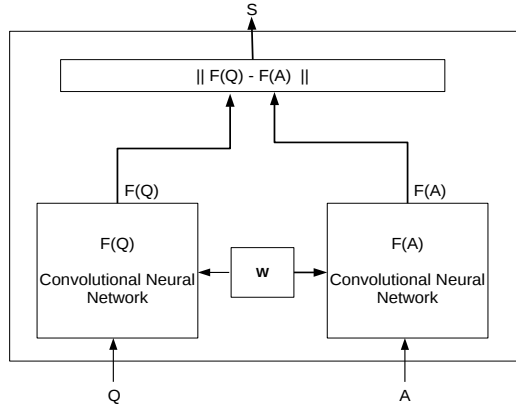 S
|| F(Q) - F(A) ||
F(Q)
F(A)
F(Q)
Convolutional Neural
Network
W
F(A)
Convolutional Neural
Network
Q
A